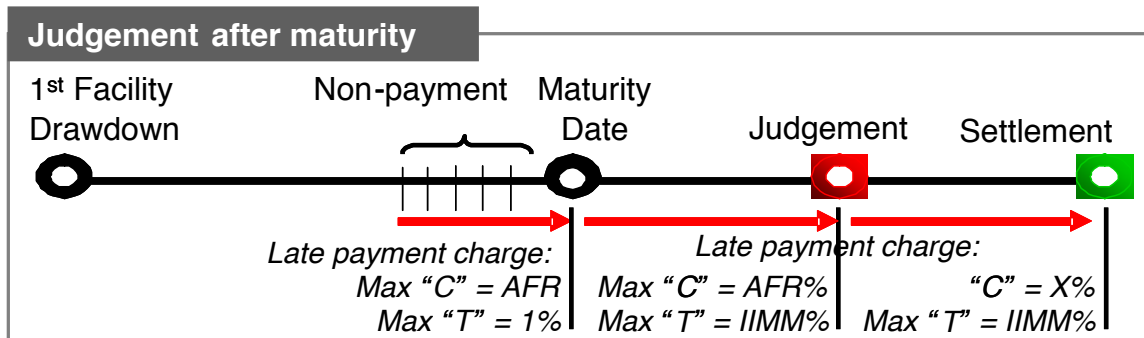 Judgement after maturity
1st Facility Drawdown
Non-payment
Maturity Date
Judgement
Settlement
Late payment charge:
Max “C” = AFR
Max “T” = 1%
Late payment charge:
Max “C” = AFR%
Max “T” = IIMM%
“C” = X%
Max “T” = IIMM%